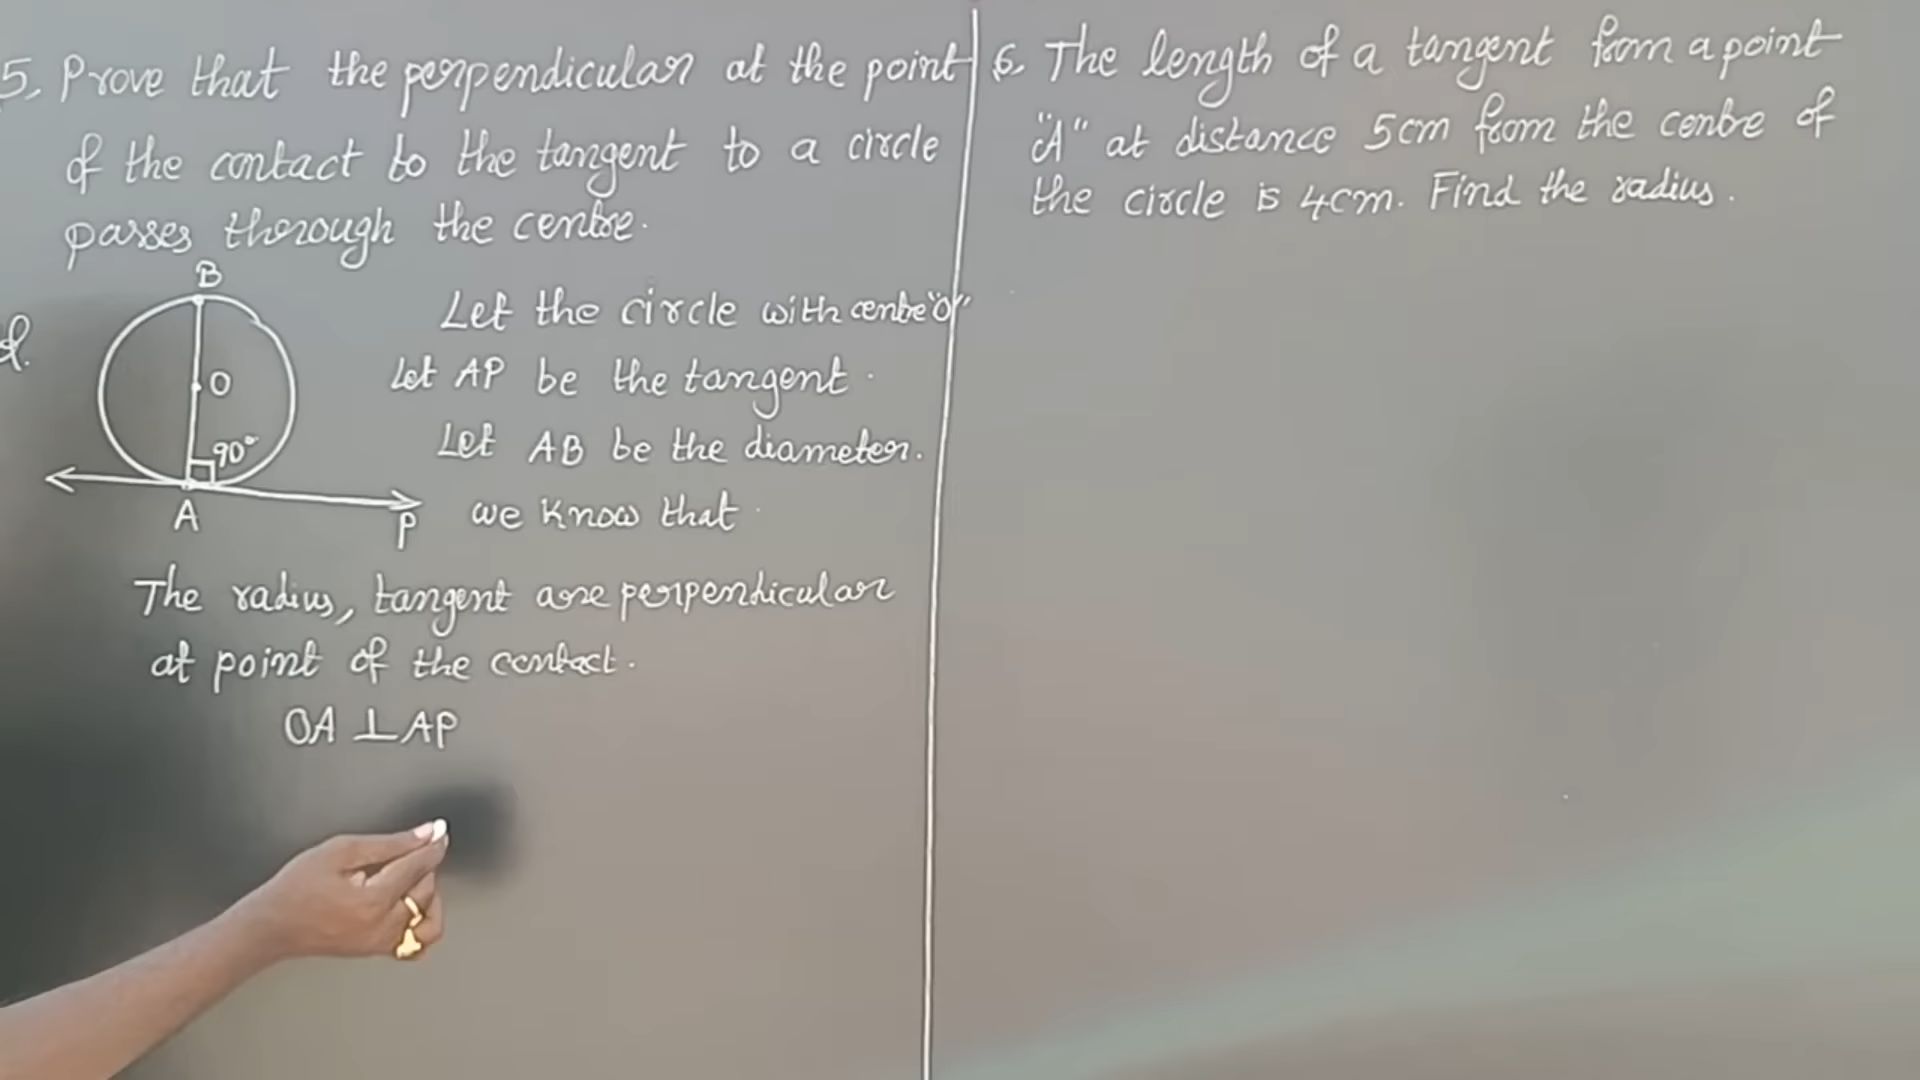 5. Prove that the perpendicular at the point
of the contact to the tangent to a circle
passes thorough the centre.
B
O
90°
A
P
Let the circle with centre "O"
Let AP be the tangent.
Let AB be the diameter.
we know that
The radius, tangent are perpendicular
at point of the contact.
OA ⊥ AP
6. The length of a tangent from a point
"A" at distance 5cm from the centre of
the circle is 4cm. Find the radius.